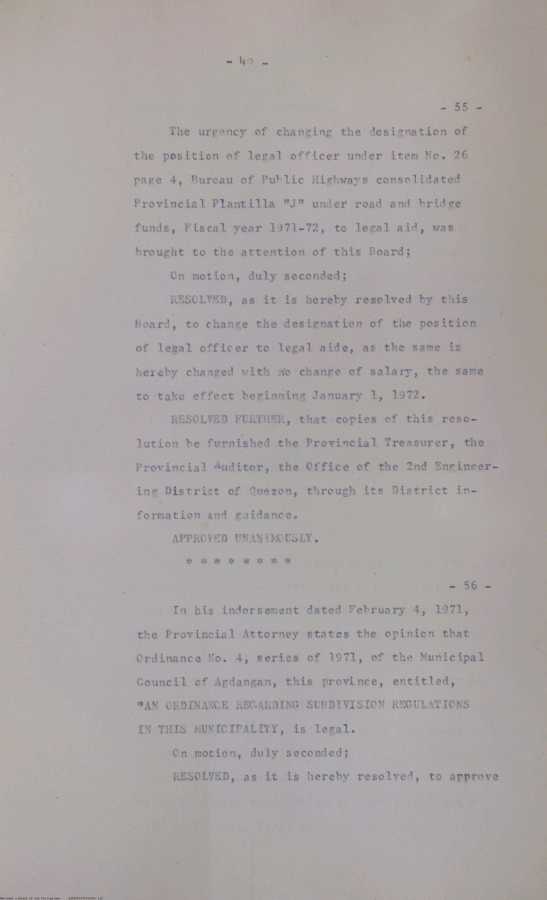 - 40 -
- 55 -
The urgency of changing the designation of
the position of legal officer under item No. 26
page 4, Bureau of Public Highways consolidated
Provincial Plantilla "J" under road and bridge
funds, Fiscal year 1971-72, to legal aid, was
brought to the attention of this Board;
On motion, duly seconded;
RESOLVED, as it is hereby resolved by this
Board, to change the designation of the position
of legal officer to legal aide, as the same is
hereby changed with no change of salary, the same
to take effect beginning January 1, 1972.
RESOLVED FURTHER, that copies of this reso-
lution be furnished the Provincial Treasurer, the
Provincial Auditor, the Office of the 2nd Engineer-
ing District of Quezon, through its District in-
formation and guidance.
APPROVED UNANIMOUSLY.
* * * * * * * *
- 56 -
In his indorsement dated February 4, 1971,
the Provincial Attorney states the opinion that
Ordinance No. 4, series of 1971, of the Municipal
Council of Agdangan, this province, entitled,
"AN ORDINANCE REGARDING SUBDIVISION REGULATIONS
IN THIS MUNICIPALITY, is legal.
On motion, duly seconded;
RESOLVED, as it is hereby resolved, to approve